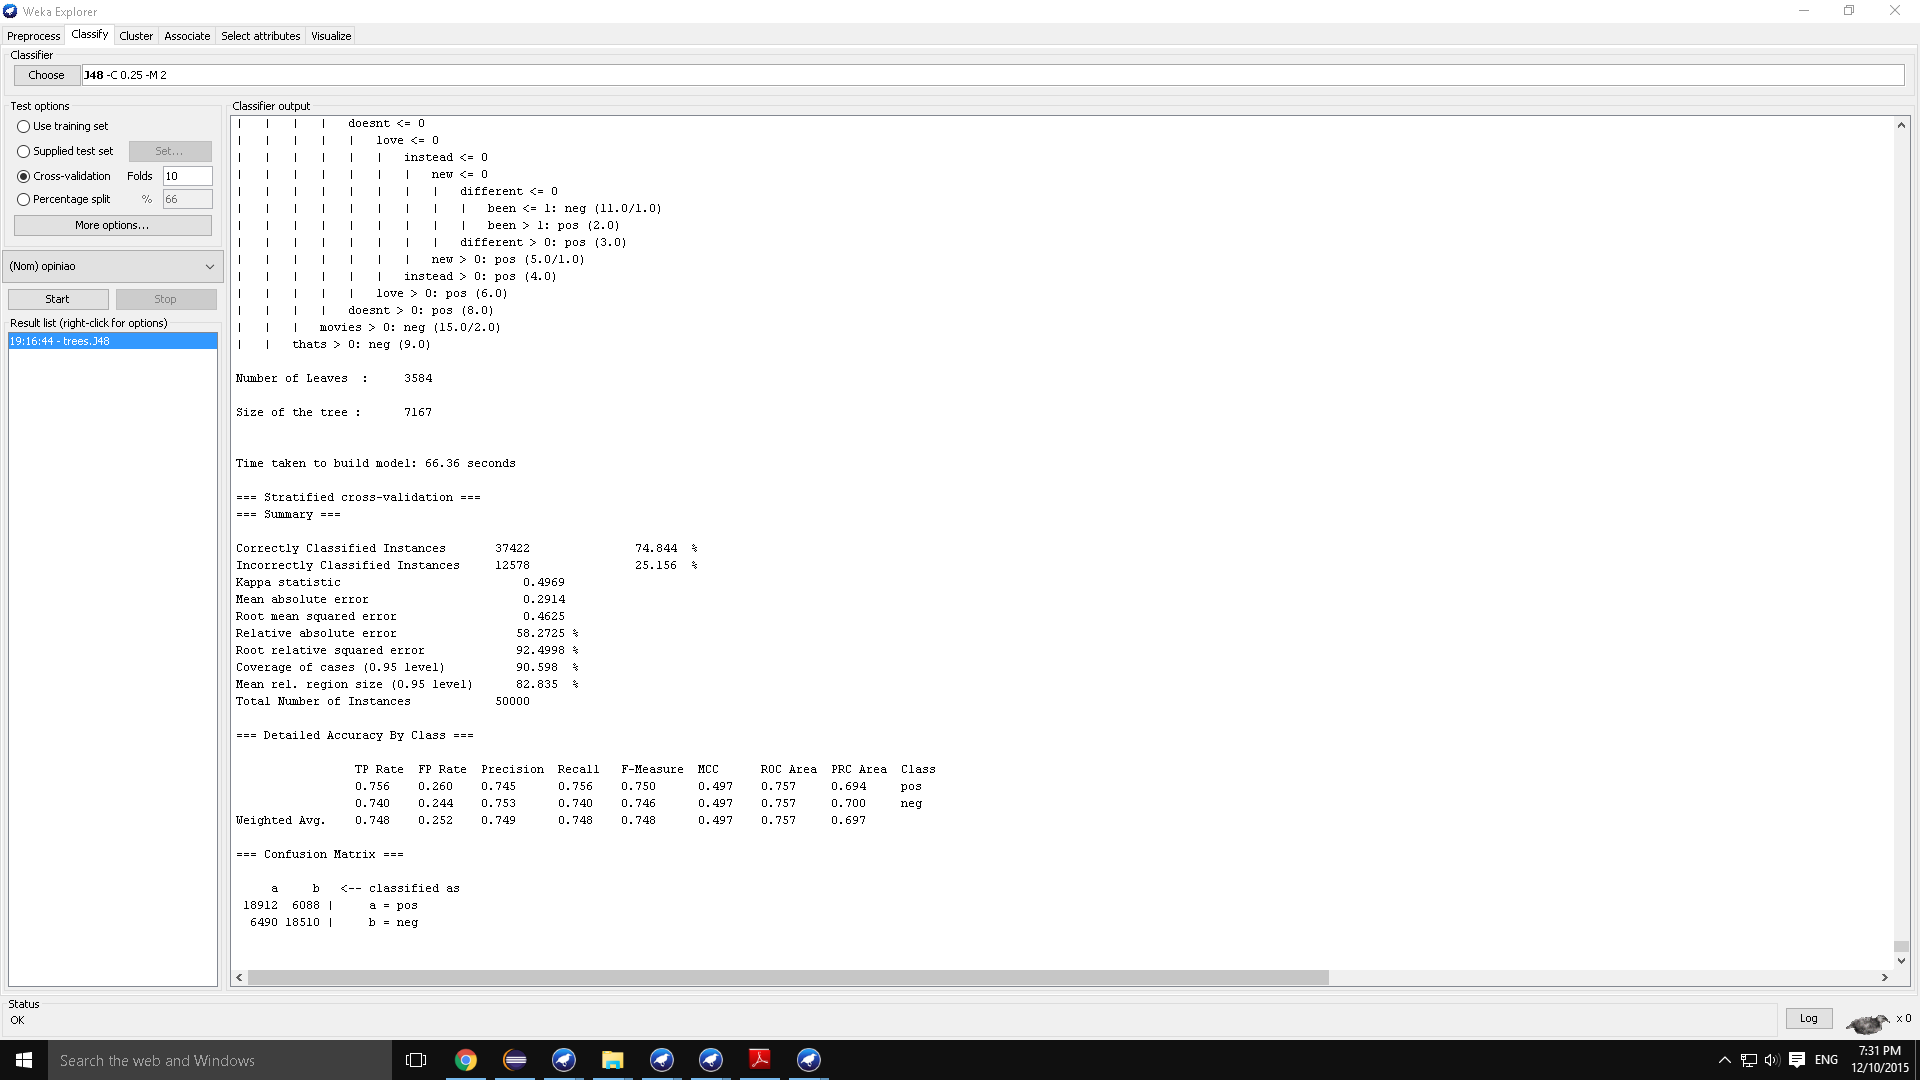 Weka Explorer
Preprocess Classify Cluster Associate Select attributes Visualize
Classifier
Choose J48 -C 0.25 -M 2
Test options
Use training set
Supplied test set Set...
Cross-validation Folds 10
Percentage split % 66
More options...
(Nom) opiniao
Start Stop
Result list (right-click for options)
19:16:44 - trees.J48
Classifier output
| | | | doesnt <= 0
| | | | | love <= 0
| | | | | | instead <= 0
| | | | | | | new <= 0
| | | | | | | | different <= 0
| | | | | | | | | been <= 1: neg (11.0/1.0)
| | | | | | | | | been > 1: pos (2.0)
| | | | | | | | different > 0: pos (3.0)
| | | | | | | new > 0: pos (5.0/1.0)
| | | | | | instead > 0: pos (4.0)
| | | | | love > 0: pos (6.0)
| | | | doesnt > 0: pos (8.0)
| | | movies > 0: neg (15.0/2.0)
| | thats > 0: neg (9.0)
Number of Leaves : 3584
Size of the tree : 7167
Time taken to build model: 66.36 seconds
=== Stratified cross-validation ===
=== Summary ===
Correctly Classified Instances 37422 74.844 %
Incorrectly Classified Instances 12578 25.156 %
Kappa statistic 0.4969
Mean absolute error 0.2914
Root mean squared error 0.4625
Relative absolute error 58.2725 %
Root relative squared error 92.4998 %
Coverage of cases (0.95 level) 90.598 %
Mean rel. region size (0.95 level) 82.835 %
Total Number of Instances 50000
=== Detailed Accuracy By Class ===
TP Rate FP Rate Precision Recall F-Measure MCC ROC Area PRC Area Class
0.756 0.260 0.745 0.756 0.750 0.497 0.757 0.694 pos
0.740 0.244 0.753 0.740 0.746 0.497 0.757 0.700 neg
Weighted Avg. 0.748 0.252 0.749 0.748 0.748 0.497 0.757 0.697
=== Confusion Matrix ===
a b <-- classified as
18912 6088 | a = pos
6490 18510 | b = neg
Status
OK
Log x 0
Search the web and Windows
ENG
7:31 PM
12/10/2015